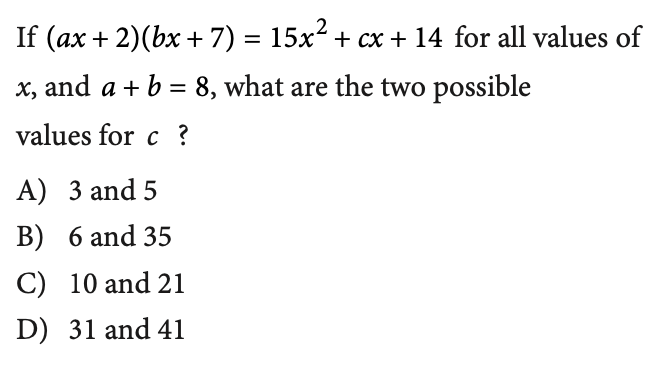 If (ax + 2)(bx + 7) = 15x² + cx + 14 for all values of
x, and a + b = 8, what are the two possible
values for c ?
A) 3 and 5
B) 6 and 35
C) 10 and 21
D) 31 and 41